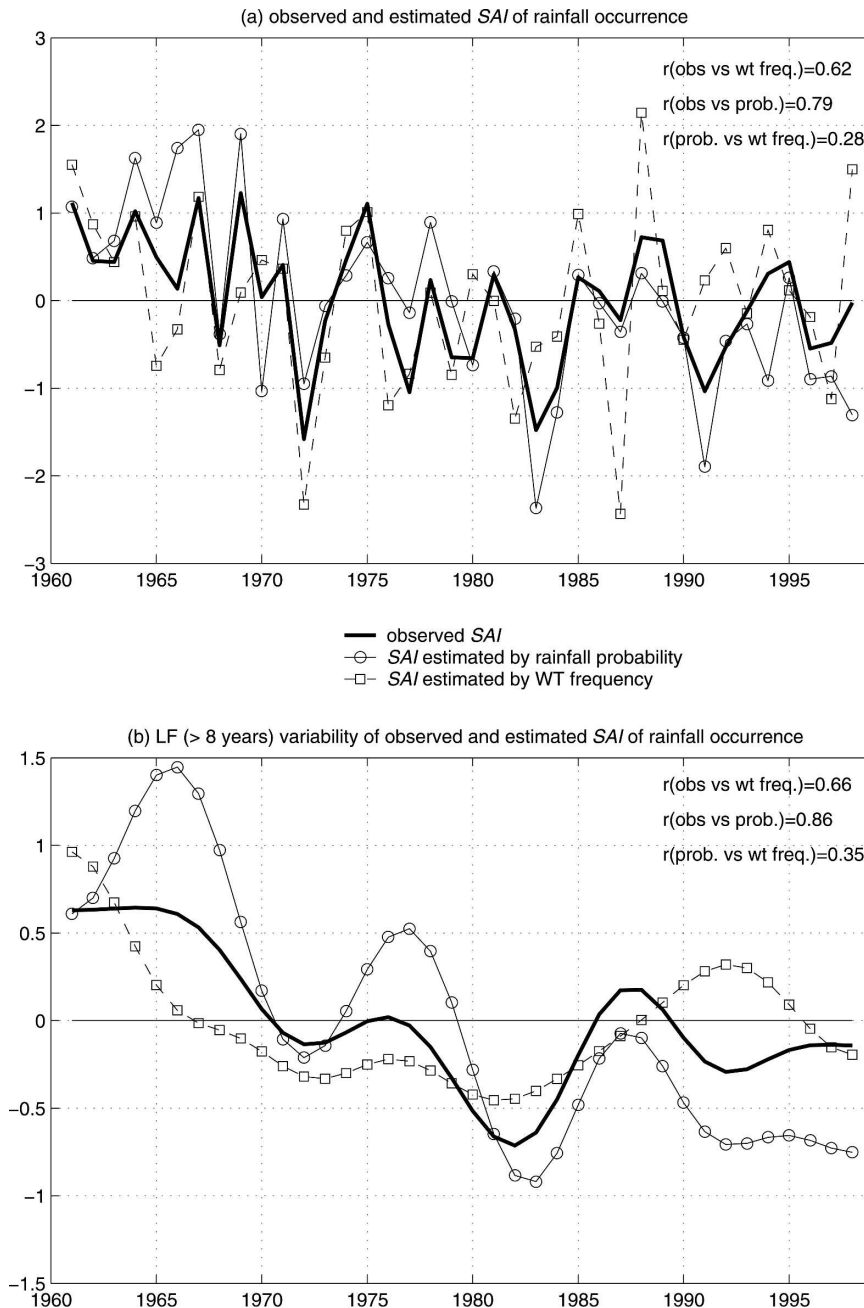 (a) observed and estimated SAI of rainfall occurrence
3
r(obs vs wt freq.)=0.62
2
r(obs vs prob.)=0.79
r(prob. vs wt freq.)=0.28
1
0
−1
−2
−3
1960 1965 1970 1975 1980 1985 1990 1995
observed SAI
SAI estimated by rainfall probability
SAI estimated by WT frequency
(b) LF (> 8 years) variability of observed and estimated SAI of rainfall occurrence
1.5
r(obs vs wt freq.)=0.66
r(obs vs prob.)=0.86
1
r(prob. vs wt freq.)=0.35
0.5
0
−0.5
−1
−1.5
1960 1965 1970 1975 1980 1985 1990 1995